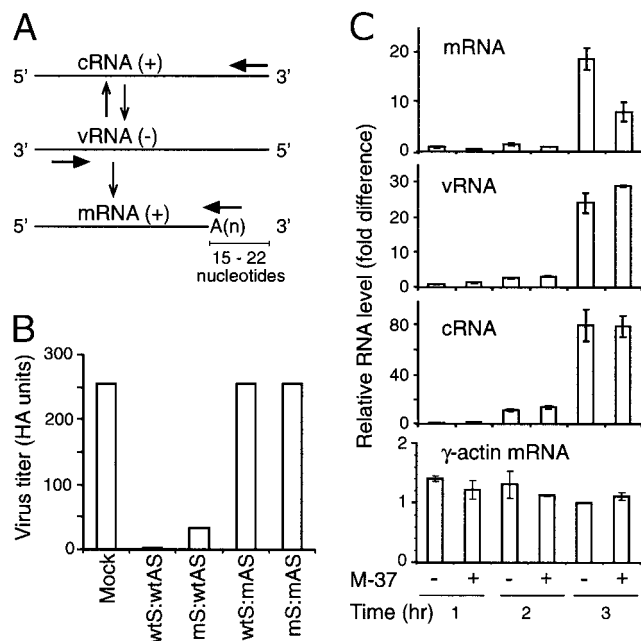 A
5' cRNA (+) 3'
3' vRNA (-) 5'
5' mRNA (+) A(n) 3'
15 - 22
nucleotides
B
Virus titer (HA units)
300
200
100
0
Mock
wtS:wtAS
mS:wtAS
wtS:mAS
mS:mAS
C
Relative RNA level (fold difference)
mRNA
20
10
0
vRNA
30
20
10
0
cRNA
80
40
0
γ-actin mRNA
2
1
0
M-37 - + - + - +
Time (hr) 1 2 3